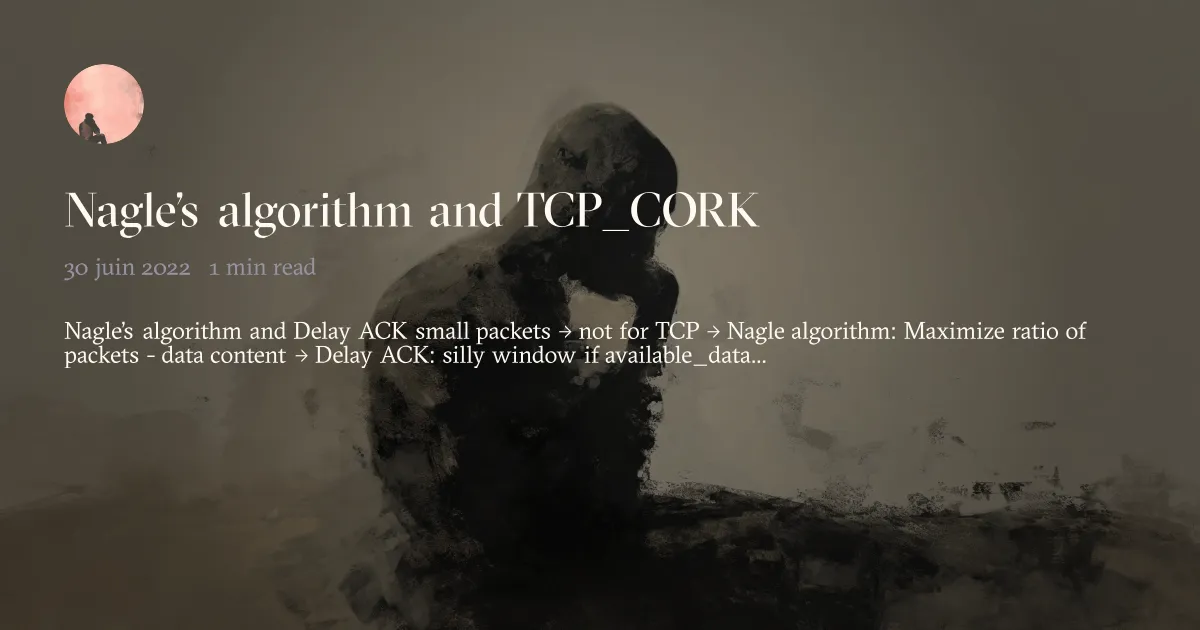 Nagle's algorithm and TCP_CORK
30 juin 2022 1 min read
Nagle's algorithm and Delay ACK small packets → not for TCP → Nagle algorithm: Maximize ratio of
packets - data content → Delay ACK: silly window if available_data...